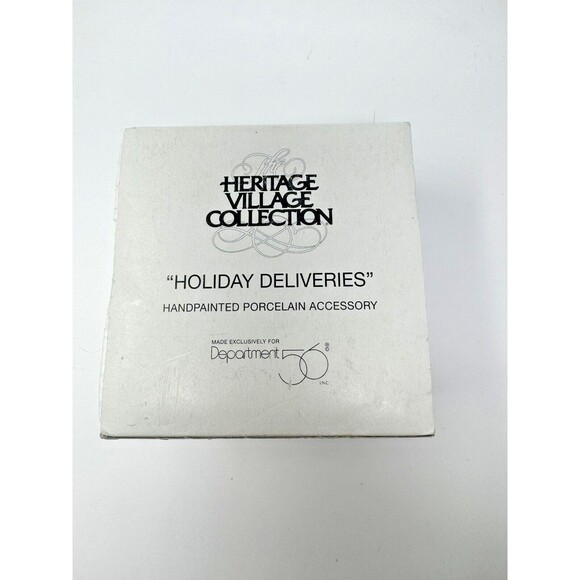 The
HERITAGE
VILLAGE
COLLECTION
"HOLIDAY DELIVERIES"
HANDPAINTED PORCELAIN ACCESSORY
MADE EXCLUSIVELY FOR
Department 56®
INC.